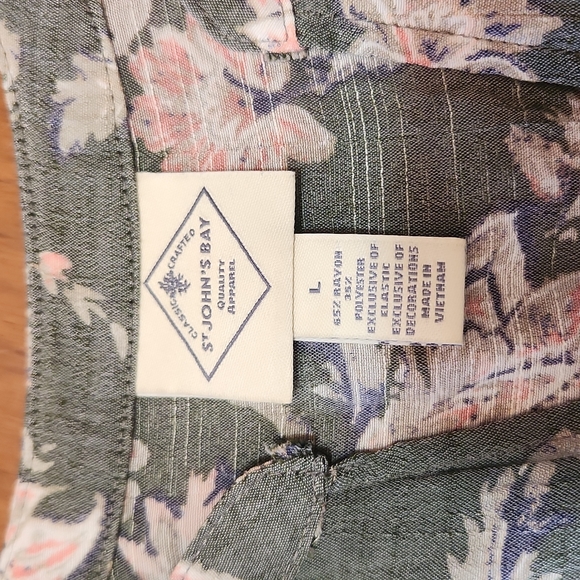 CLASSICALLY CRAFTED
ST JOHN'S BAY
QUALITY
APPAREL
L
65% RAYON
35%
POLYESTER
EXCLUSIVE OF
ELASTIC
EXCLUSIVE OF
DECORATIONS
MADE IN
VIETNAM